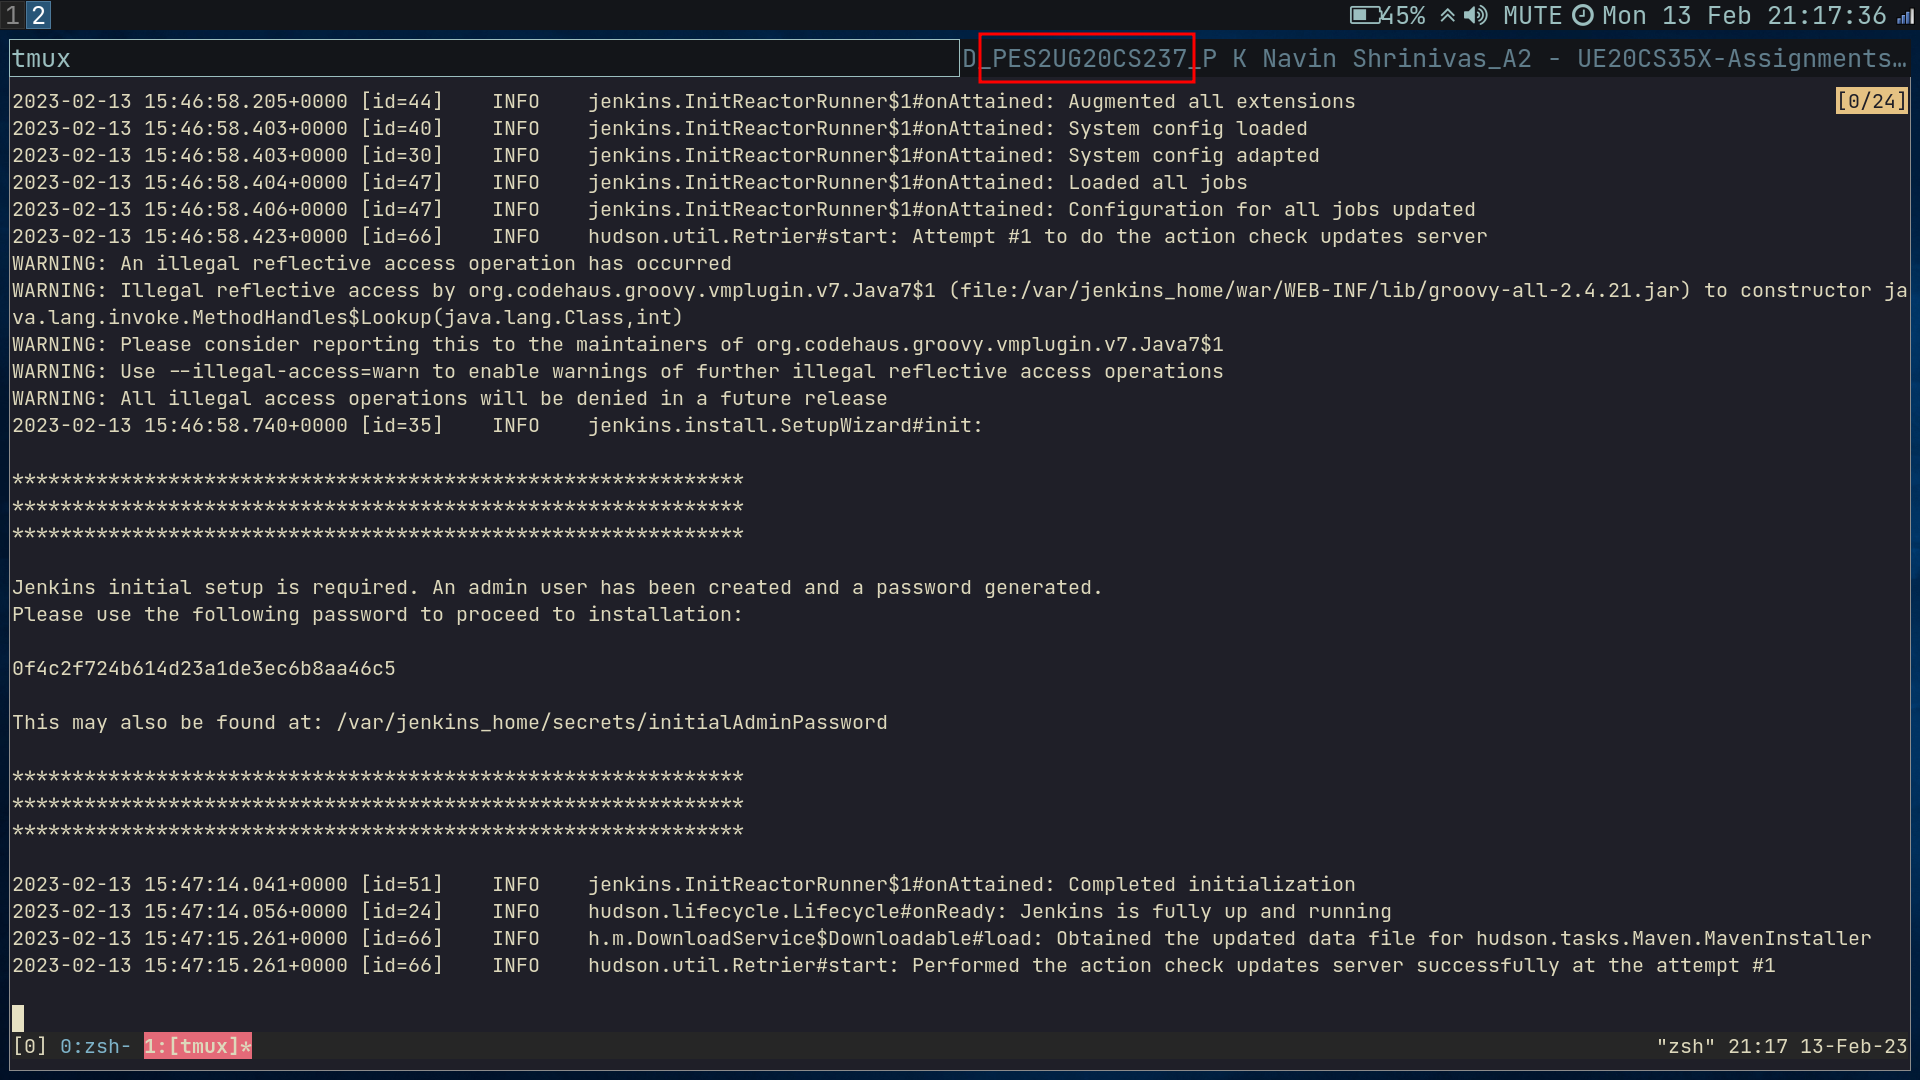 1 2 45% MUTE Mon 13 Feb 21:17:36
tmux D_PES2UG20CS237_P K Navin Shrinivas_A2 - UE20CS35X-Assignments…
2023-02-13 15:46:58.205+0000 [id=44] INFO jenkins.InitReactorRunner$1#onAttained: Augmented all extensions [0/24]
2023-02-13 15:46:58.403+0000 [id=40] INFO jenkins.InitReactorRunner$1#onAttained: System config loaded
2023-02-13 15:46:58.403+0000 [id=30] INFO jenkins.InitReactorRunner$1#onAttained: System config adapted
2023-02-13 15:46:58.404+0000 [id=47] INFO jenkins.InitReactorRunner$1#onAttained: Loaded all jobs
2023-02-13 15:46:58.406+0000 [id=47] INFO jenkins.InitReactorRunner$1#onAttained: Configuration for all jobs updated
2023-02-13 15:46:58.423+0000 [id=66] INFO hudson.util.Retrier#start: Attempt #1 to do the action check updates server
WARNING: An illegal reflective access operation has occurred
WARNING: Illegal reflective access by org.codehaus.groovy.vmplugin.v7.Java7$1 (file:/var/jenkins_home/war/WEB-INF/lib/groovy-all-2.4.21.jar) to constructor ja
va.lang.invoke.MethodHandles$Lookup(java.lang.Class,int)
WARNING: Please consider reporting this to the maintainers of org.codehaus.groovy.vmplugin.v7.Java7$1
WARNING: Use --illegal-access=warn to enable warnings of further illegal reflective access operations
WARNING: All illegal access operations will be denied in a future release
2023-02-13 15:46:58.740+0000 [id=35] INFO jenkins.install.SetupWizard#init:
*************************************************************
*************************************************************
*************************************************************
Jenkins initial setup is required. An admin user has been created and a password generated.
Please use the following password to proceed to installation:
0f4c2f724b614d23a1de3ec6b8aa46c5
This may also be found at: /var/jenkins_home/secrets/initialAdminPassword
*************************************************************
*************************************************************
*************************************************************
2023-02-13 15:47:14.041+0000 [id=51] INFO jenkins.InitReactorRunner$1#onAttained: Completed initialization
2023-02-13 15:47:14.056+0000 [id=24] INFO hudson.lifecycle.Lifecycle#onReady: Jenkins is fully up and running
2023-02-13 15:47:15.261+0000 [id=66] INFO h.m.DownloadService$Downloadable#load: Obtained the updated data file for hudson.tasks.Maven.MavenInstaller
2023-02-13 15:47:15.261+0000 [id=66] INFO hudson.util.Retrier#start: Performed the action check updates server successfully at the attempt #1
[0] 0:zsh- 1:[tmux]* "zsh" 21:17 13-Feb-23